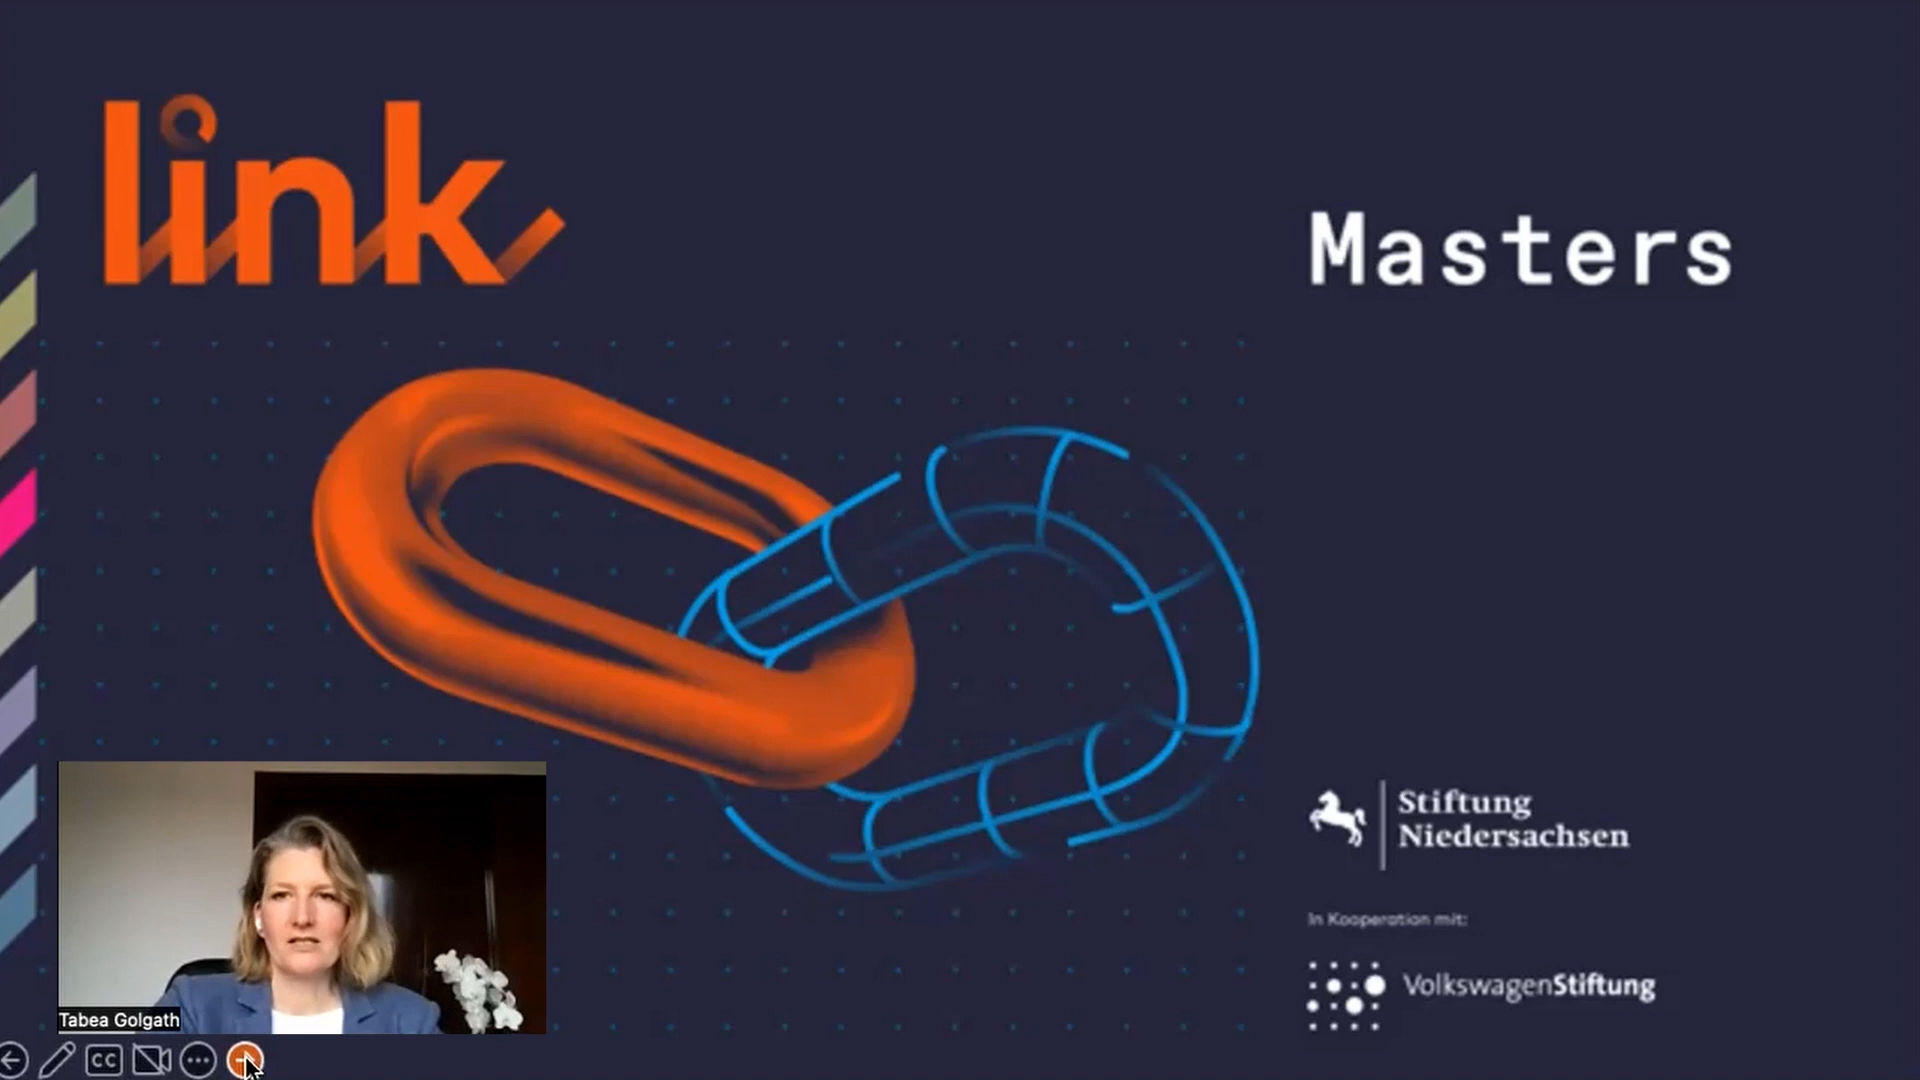 link
Masters
Stiftung
Niedersachsen
In Kooperation mit:
VolkswagenStiftung
Tabea Golgath
CC